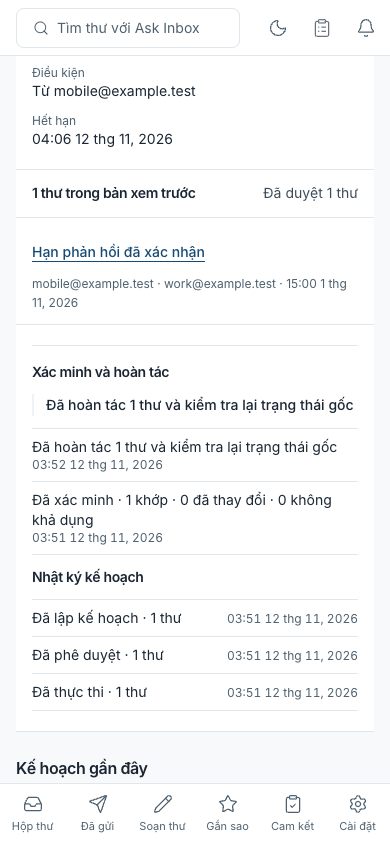 Tìm thư với Ask Inbox
Điều kiện
Từ mobile@example.test
Hết hạn
04:06 12 thg 11, 2026
1 thư trong bản xem trước
Đã duyệt 1 thư
Hạn phản hồi đã xác nhận
mobile@example.test · work@example.test · 15:00 1 thg
11, 2026
Xác minh và hoàn tác
Đã hoàn tác 1 thư và kiểm tra lại trạng thái gốc
Đã hoàn tác 1 thư và kiểm tra lại trạng thái gốc
03:52 12 thg 11, 2026
Đã xác minh · 1 khớp · 0 đã thay đổi · 0 không
khả dụng
03:51 12 thg 11, 2026
Nhật ký kế hoạch
Đã lập kế hoạch · 1 thư
03:51 12 thg 11, 2026
Đã phê duyệt · 1 thư
03:51 12 thg 11, 2026
Đã thực thi · 1 thư
03:51 12 thg 11, 2026
Kế hoạch gần đây
Hộp thư
Đã gửi
Soạn thư
Gắn sao
Cam kết
Cài đặt